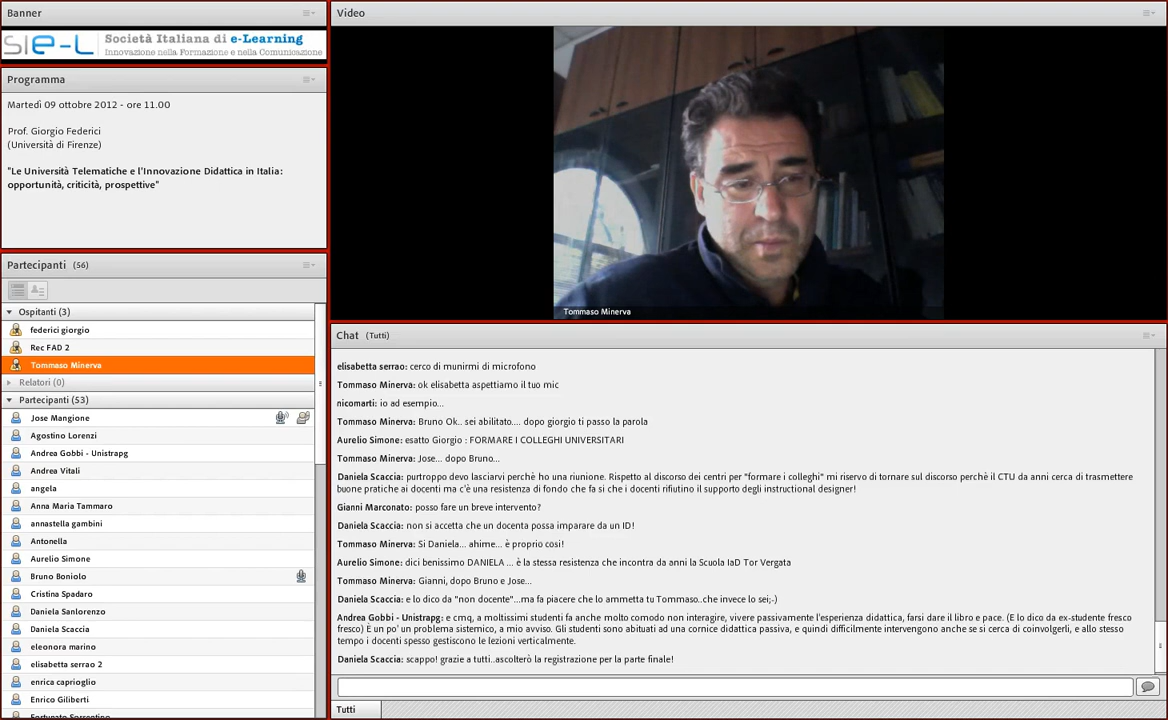 Banner
sie-L Società Italiana di e-Learning
Innovazione nella Formazione e nella Comunicazione
Programma
Martedì 09 ottobre 2012 - ore 11.00
Prof. Giorgio Federici
(Università di Firenze)
"Le Università Telematiche e l'Innovazione Didattica in Italia:
opportunità, criticità, prospettive"
Partecipanti (56)
Ospitanti (3)
federici giorgio
Rec FAD 2
Tommaso Minerva
Relatori (0)
Partecipanti (53)
Jose Mangione
Agostino Lorenzi
Andrea Gobbi - Unistrapg
Andrea Vitali
angela
Anna Maria Tammaro
annastella gambini
Antonella
Aurelio Simone
Bruno Boniolo
Cristina Spadaro
Daniela Sanlorenzo
Daniela Scaccia
eleonora marino
elisabetta serrao 2
enrica caprioglio
Enrico Giliberti
Fortunato Sorrentino
Video
Tommaso Minerva
Chat (Tutti)
elisabetta serrao: cerco di munirmi di microfono
Tommaso Minerva: ok elisabetta aspettiamo il tuo mic
nicomarti: io ad esempio...
Tommaso Minerva: Bruno Ok.. sei abilitato.... dopo giorgio ti passo la parola
Aurelio Simone: esatto Giorgio : FORMARE I COLLEGHI UNIVERSITARI
Tommaso Minerva: Jose... dopo Bruno...
Daniela Scaccia: purtroppo devo lasciarvi perchè ho una riunione. Rispetto al discorso dei centri per "formare i colleghi" mi riservo di tornare sul discorso perchè il CTU da anni cerca di trasmettere
buone pratiche ai docenti ma c'è una resistenza di fondo che fa si che i docenti rifiutino il supporto degli instructional designer!
Gianni Marconato: posso fare un breve intervento?
Daniela Scaccia: non si accetta che un docenta possa imparare da un ID!
Tommaso Minerva: Si Daniela... ahime... è proprio cosi!
Aurelio Simone: dici benissimo DANIELA ... è la stessa resistenza che incontra da anni la Scuola IaD Tor Vergata
Tommaso Minerva: Gianni, dopo Bruno e Jose...
Daniela Scaccia: e lo dico da "non docente"...ma fa piacere che lo ammetta tu Tommaso..che invece lo sei;-)
Andrea Gobbi - Unistrapg: e cmq, a moltissimi studenti fa anche molto comodo non interagire, vivere passivamente l'esperienza didattica, farsi dare il libro e pace. (E lo dico da ex-studente fresco
fresco) È un po' un problema sistemico, a mio avviso. Gli studenti sono abituati ad una cornice didattica passiva, e quindi difficilmente intervengono anche se si cerca di coinvolgerli, e allo stesso
tempo i docenti spesso gestiscono le lezioni verticalmente.
Daniela Scaccia: scappo! grazie a tutti..ascolterò la registrazione per la parte finale!
Tutti